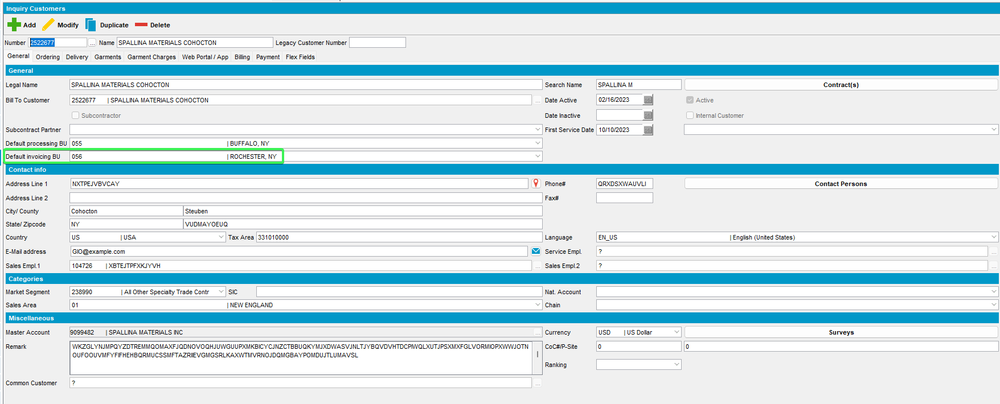 Inquiry Customers
Add Modify Duplicate Delete
Number 2522677 ... Name SPALLINA MATERIALS COHOCTON Legacy Customer Number
General Ordering Delivery Garments Garment Charges Web Portal / App Billing Payment Flex Fields
General
Legal Name SPALLINA MATERIALS COHOCTON Search Name SPALLINA M Contract(s)
Bill To Customer 2522677 | SPALLINA MATERIALS COHOCTON ... Date Active 02/16/2023 16 Active
Subcontractor Date Inactive 16 Internal Customer
Subcontract Partner First Service Date 10/10/2023 16
Default processing BU 055 | BUFFALO, NY
Default invoicing BU 056 | ROCHESTER, NY
Contact info
Address Line 1 NXTPEJVBVCAY Phone# QRXDSXWAUVLI Contact Persons
Address Line 2 Fax#
City/ County Cohocton Steuben
State/ Zipcode NY VUDMAYOEUQ
Country US | USA Tax Area 331010000 Language EN_US | English (United States)
E-Mail address GIO@example.com Service Empl. ? ...
Sales Empl.1 104726 | XBTEJTPFXKJYVH ... Sales Empl.2 ? ...
Categories
Market Segment 238990 | All Other Specialty Trade Contr SIC Nat. Account
Sales Area 01 | NEW ENGLAND Chain
Miscellaneous
Master Account 9099482 | SPALLINA MATERIALS INC ... Currency USD | US Dollar Surveys
Remark WKZGLYNJMPQYZDTREMMQOMAXFJQDNOVOQHJUWGUUPXMKBICYCJNZCTBBUQKYMJXDWASVJNLTJYBQVDVHTDCPIWQLXUTJPSXMXFGLVORMIOPXWWJOTN CoC#/P-Site 0 0
OUFOOUVMFYFIFHEHBQRMUCSSMFTAZRIIEVGMGSRLKAXWTMVRNOJDQMGBAYPOMDUJTLUMAVSL
Ranking
Common Customer ? ...